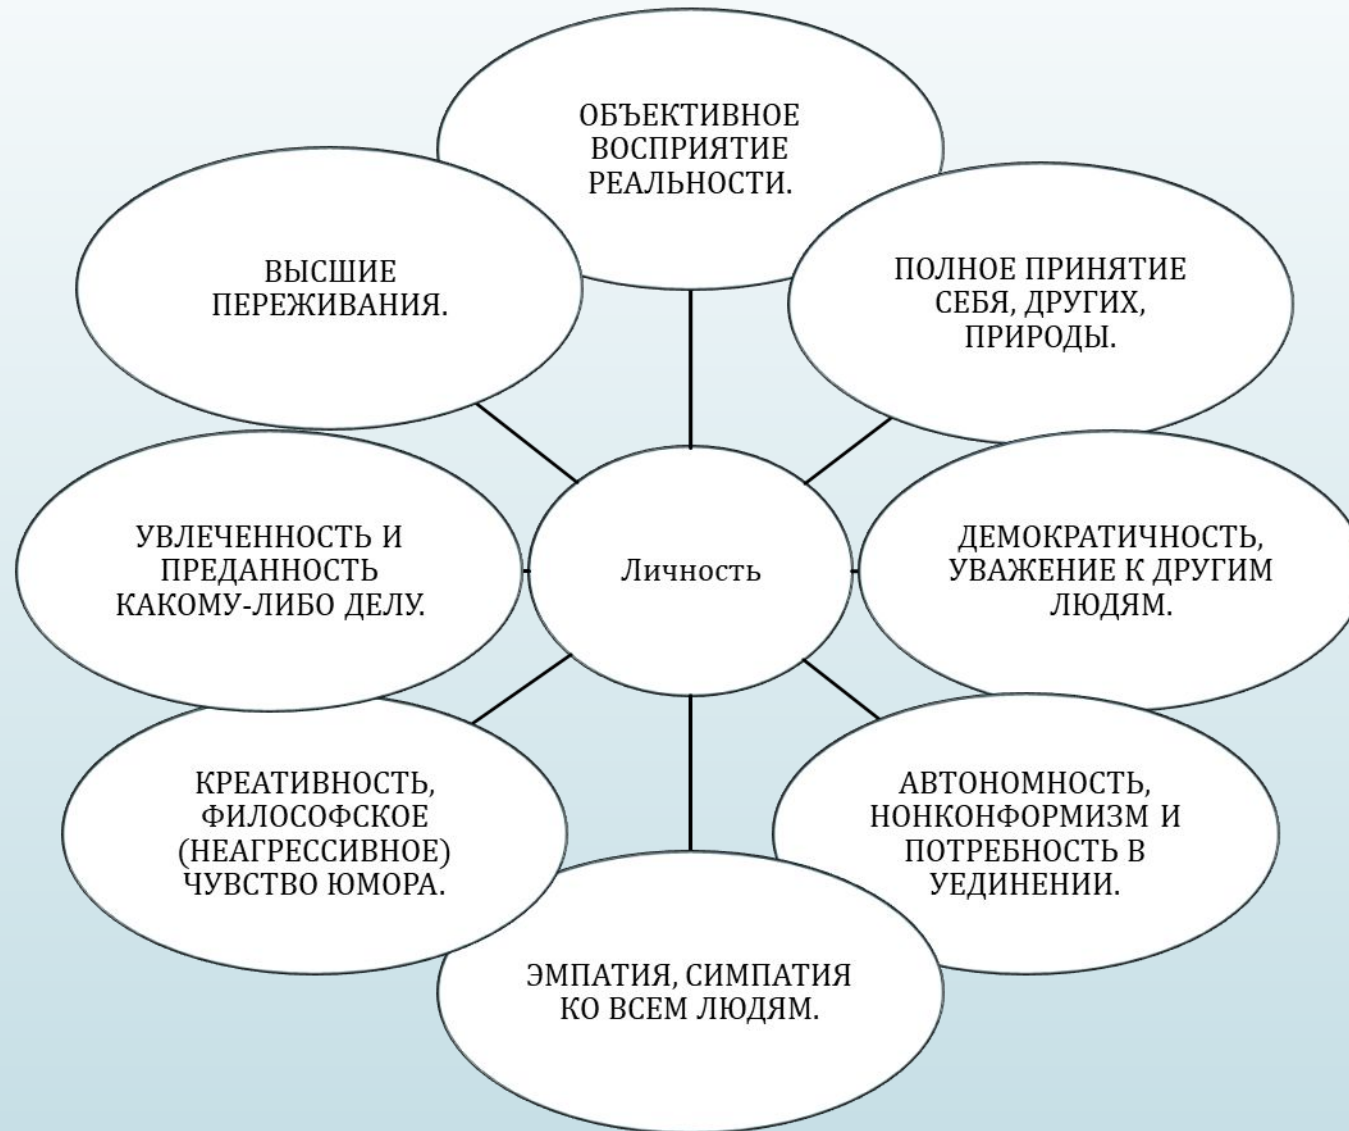 ОБЪЕКТИВНОЕ
ВОСПРИЯТИЕ
РЕАЛЬНОСТИ.
ПОЛНОЕ ПРИНЯТИЕ
СЕБЯ, ДРУГИХ,
ПРИРОДЫ.
ДЕМОКРАТИЧНОСТЬ,
УВАЖЕНИЕ К ДРУГИМ
ЛЮДЯМ.
АВТОНОМНОСТЬ,
НОНКОНФОРМИЗМ И
ПОТРЕБНОСТЬ В
УЕДИНЕНИИ.
ЭМПАТИЯ, СИМПАТИЯ
КО ВСЕМ ЛЮДЯМ.
КРЕАТИВНОСТЬ,
ФИЛОСОФСКОЕ
(НЕАГРЕССИВНОЕ)
ЧУВСТВО ЮМОРА.
УВЛЕЧЕННОСТЬ И
ПРЕДАННОСТЬ
КАКОМУ-ЛИБО ДЕЛУ.
ВЫСШИЕ
ПЕРЕЖИВАНИЯ.
Личность